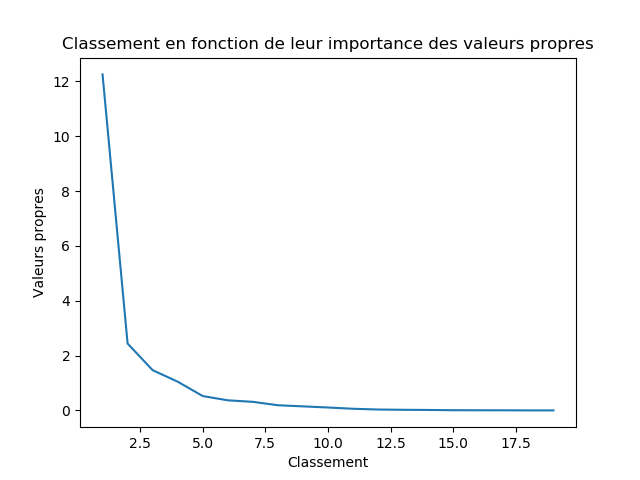 Classement en fonction de leur importance des valeurs propres
12
10
8
6
4
2
0
Valeurs propres
2.5 5.0 7.5 10.0 12.5 15.0 17.5
Classement